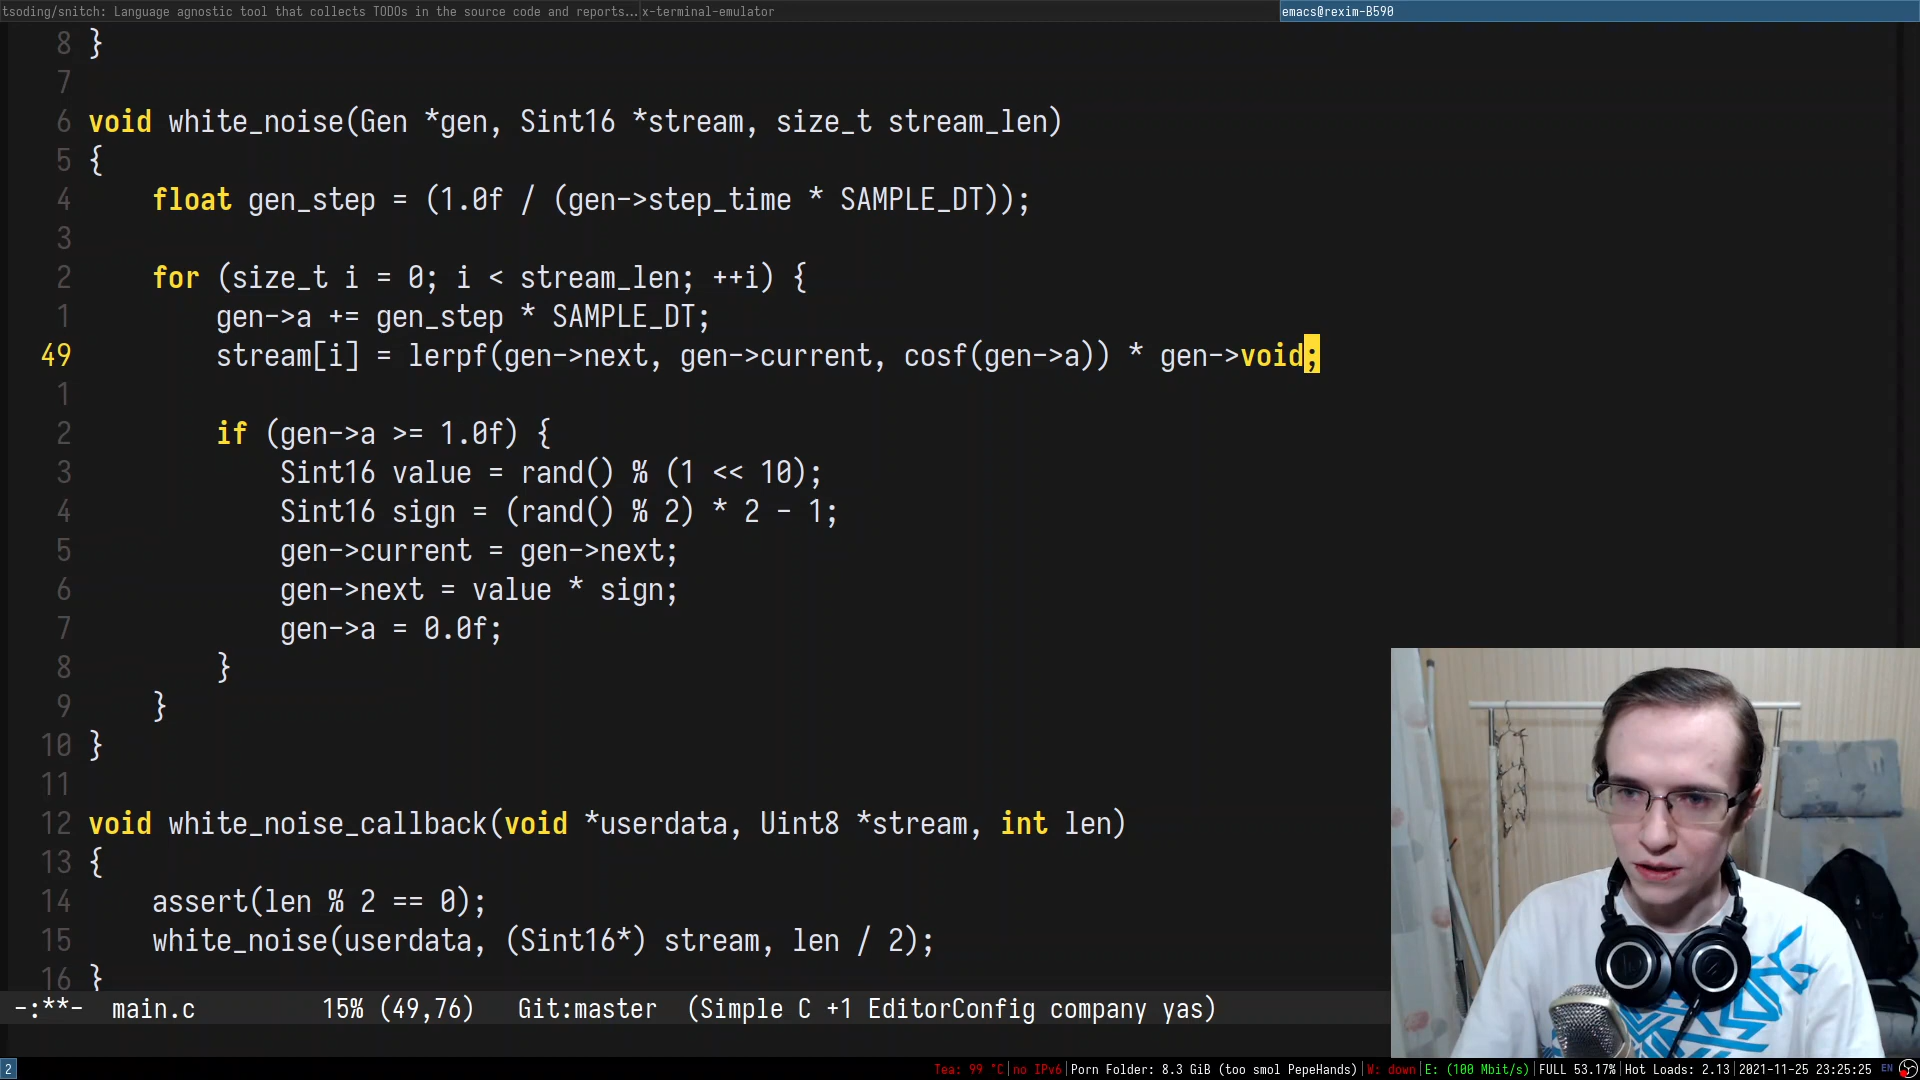 tsoding/snitch: Language agnostic tool that collects TODOs in the source code and reports... x-terminal-emulator emacs@rexim-B590
8 }
7
6 void white_noise(Gen *gen, Sint16 *stream, size_t stream_len)
5 {
4     float gen_step = (1.0f / (gen->step_time * SAMPLE_DT));
3
2     for (size_t i = 0; i < stream_len; ++i) {
1         gen->a += gen_step * SAMPLE_DT;
49         stream[i] = lerpf(gen->next, gen->current, cosf(gen->a)) * gen->void;
1
2         if (gen->a >= 1.0f) {
3             Sint16 value = rand() % (1 << 10);
4             Sint16 sign = (rand() % 2) * 2 - 1;
5             gen->current = gen->next;
6             gen->next = value * sign;
7             gen->a = 0.0f;
8         }
9     }
10 }
11
12 void white_noise_callback(void *userdata, Uint8 *stream, int len)
13 {
14     assert(len % 2 == 0);
15     white_noise(userdata, (Sint16*) stream, len / 2);
16 }
-:**-  main.c        15% (49,76)   Git:master  (Simple C +1 EditorConfig company yas)
2 Tea: 99 °C|no IPv6|Porn Folder: 8.3 GiB (too smol PepeHands)|W: down|E: (100 Mbit/s)|FULL 53.17%|Hot Loads: 2.13|2021-11-25 23:25:25 EN